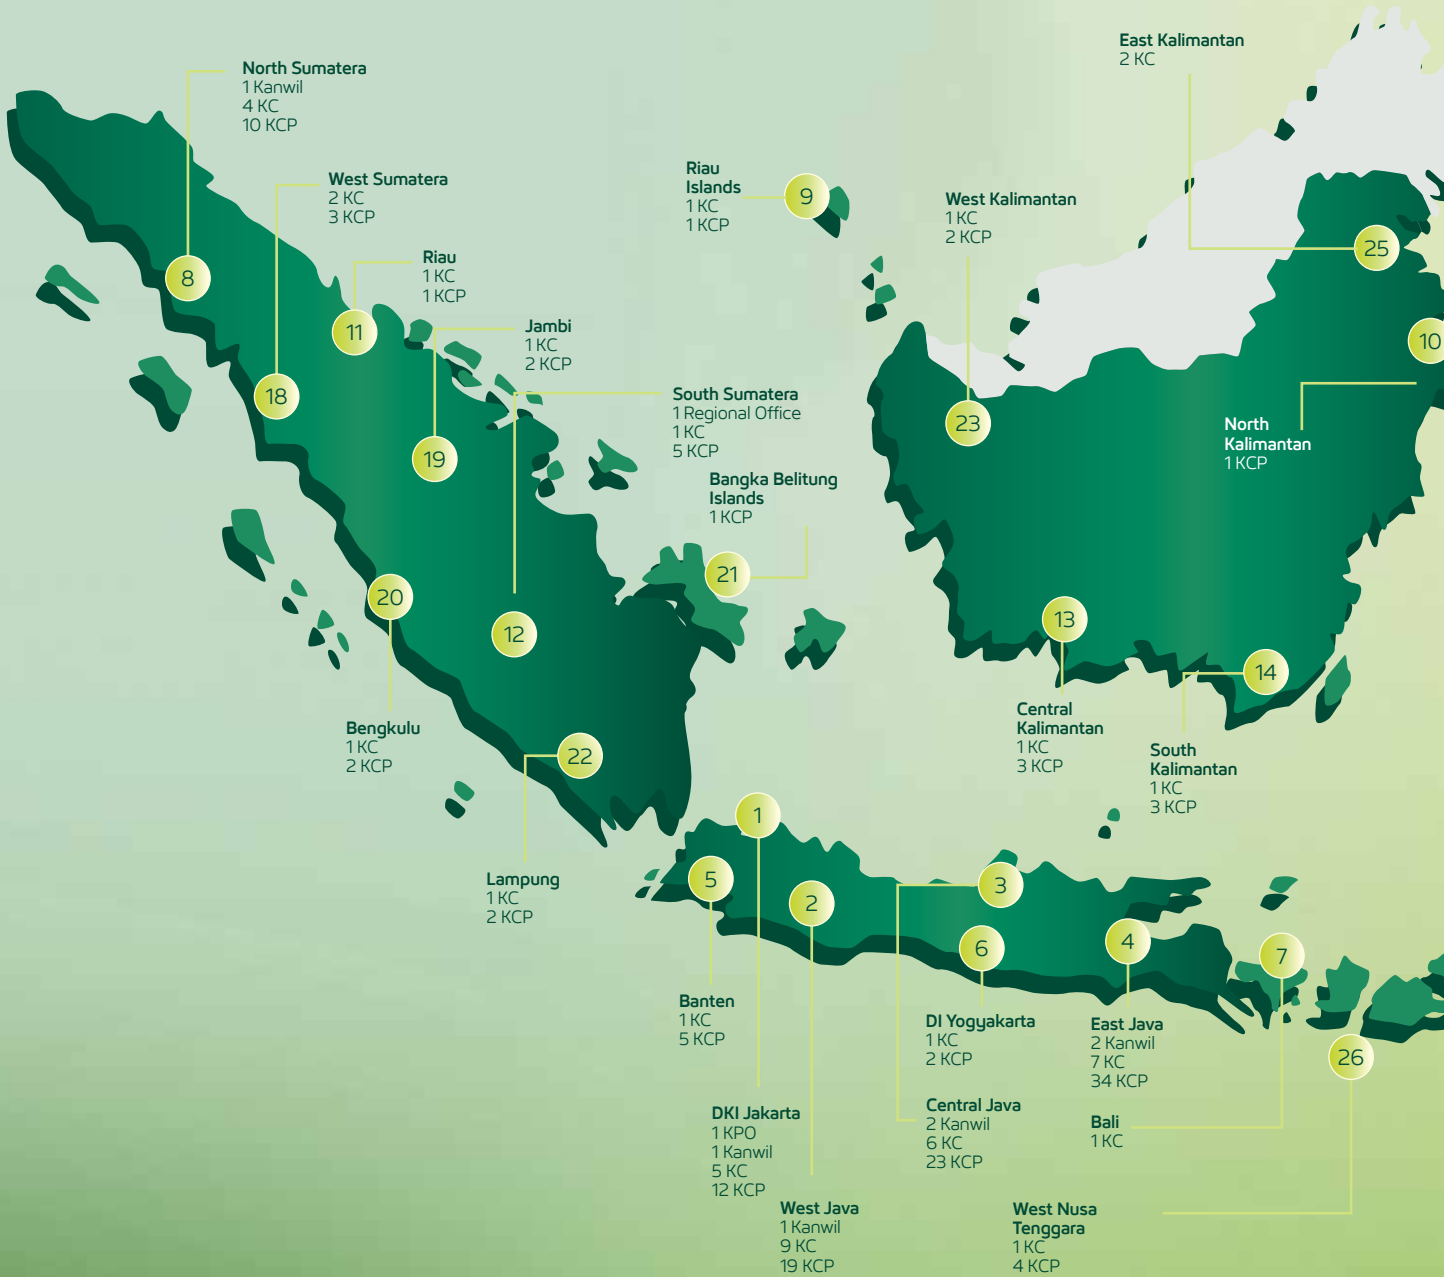 North Sumatera
1 Kanwil
4 KC
10 KCP
East Kalimantan
2 KC
West Sumatera
2 KC
3 KCP
Riau
Islands
1 KC
1 KCP
9
West Kalimantan
1 KC
2 KCP
Riau
1 KC
1 KCP
8
25
11
Jambi
1 KC
2 KCP
10
18
South Sumatera
1 Regional Office
1 KC
5 KCP
23
North
Kalimantan
1 KCP
19
Bangka Belitung
Islands
1 KCP
21
20
12
13
14
Bengkulu
1 KC
2 KCP
22
Central
Kalimantan
1 KC
3 KCP
South
Kalimantan
1 KC
3 KCP
1
Lampung
1 KC
2 KCP
5
2
3
6
4
7
Banten
1 KC
5 KCP
DI Yogyakarta
1 KC
2 KCP
East Java
2 Kanwil
7 KC
34 KCP
26
DKI Jakarta
1 KPO
1 Kanwil
5 KC
12 KCP
Central Java
2 Kanwil
6 KC
23 KCP
Bali
1 KC
West Java
1 Kanwil
9 KC
19 KCP
West Nusa
Tenggara
1 KC
4 KCP